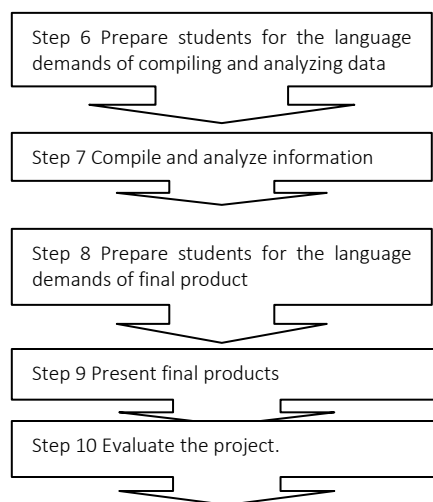 Step 6 Prepare students for the language
demands of compiling and analyzing data
Step 7 Compile and analyze information
Step 8 Prepare students for the language
demands of final product
Step 9 Present final products
Step 10 Evaluate the project.